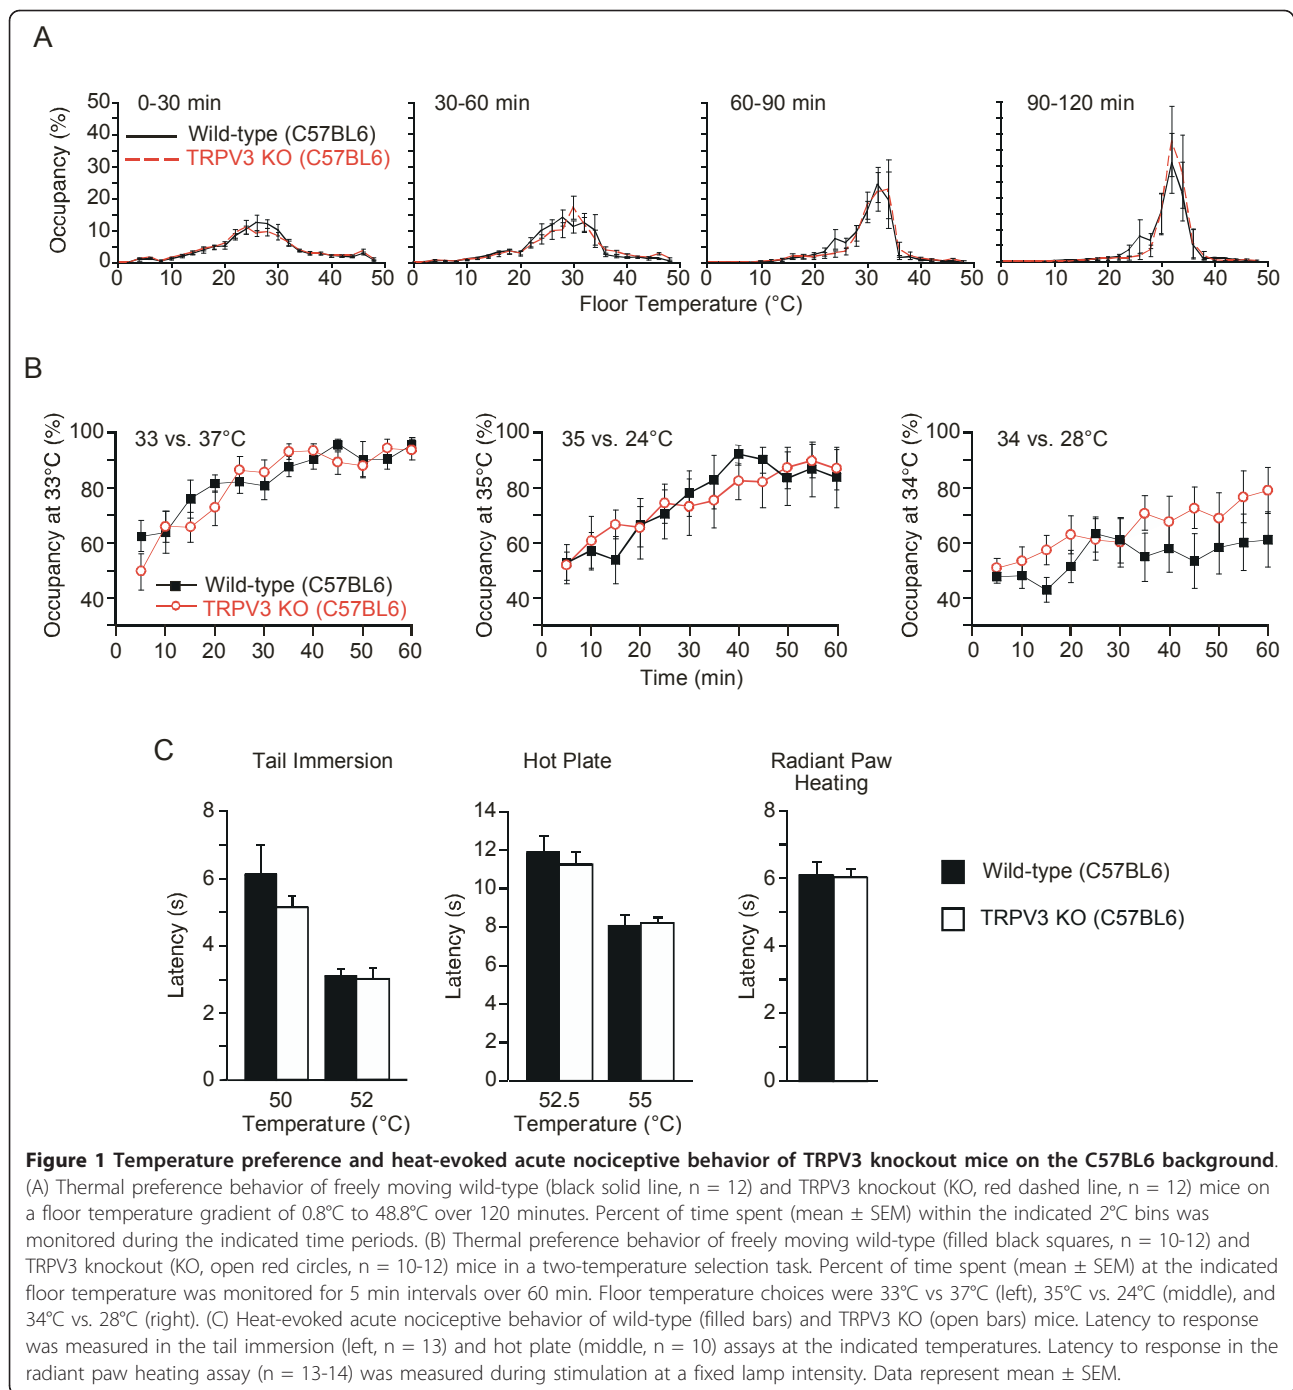 A
0-30 min
30-60 min
60-90 min
90-120 min
Wild-type (C57BL6)
TRPV3 KO (C57BL6)
Occupancy (%)
50
40
30
20
10
0
0 10 20 30 40 50
0 10 20 30 40 50
0 10 20 30 40 50
0 10 20 30 40 50
Floor Temperature (°C)
B
33 vs. 37°C
Occupancy at 33°C (%)
100
80
60
40
Wild-type (C57BL6)
TRPV3 KO (C57BL6)
0 10 20 30 40 50 60
35 vs. 24°C
Occupancy at 35°C (%)
100
80
60
40
0 10 20 30 40 50 60
34 vs. 28°C
Occupancy at 34°C (%)
100
80
60
40
0 10 20 30 40 50 60
Time (min)
C
Tail Immersion
Latency (s)
8
6
4
2
0
50 52
Temperature (°C)
Hot Plate
Latency (s)
14
12
10
8
6
4
2
0
52.5 55
Temperature (°C)
Radiant Paw
Heating
Latency (s)
8
6
4
2
0
Wild-type (C57BL6)
TRPV3 KO (C57BL6)
Figure 1 Temperature preference and heat-evoked acute nociceptive behavior of TRPV3 knockout mice on the C57BL6 background.
(A) Thermal preference behavior of freely moving wild-type (black solid line, n = 12) and TRPV3 knockout (KO, red dashed line, n = 12) mice on
a floor temperature gradient of 0.8°C to 48.8°C over 120 minutes. Percent of time spent (mean ± SEM) within the indicated 2°C bins was
monitored during the indicated time periods. (B) Thermal preference behavior of freely moving wild-type (filled black squares, n = 10-12) and
TRPV3 knockout (KO, open red circles, n = 10-12) mice in a two-temperature selection task. Percent of time spent (mean ± SEM) at the indicated
floor temperature was monitored for 5 min intervals over 60 min. Floor temperature choices were 33°C vs 37°C (left), 35°C vs. 24°C (middle), and
34°C vs. 28°C (right). (C) Heat-evoked acute nociceptive behavior of wild-type (filled bars) and TRPV3 KO (open bars) mice. Latency to response
was measured in the tail immersion (left, n = 13) and hot plate (middle, n = 10) assays at the indicated temperatures. Latency to response in the
radiant paw heating assay (n = 13-14) was measured during stimulation at a fixed lamp intensity. Data represent mean ± SEM.